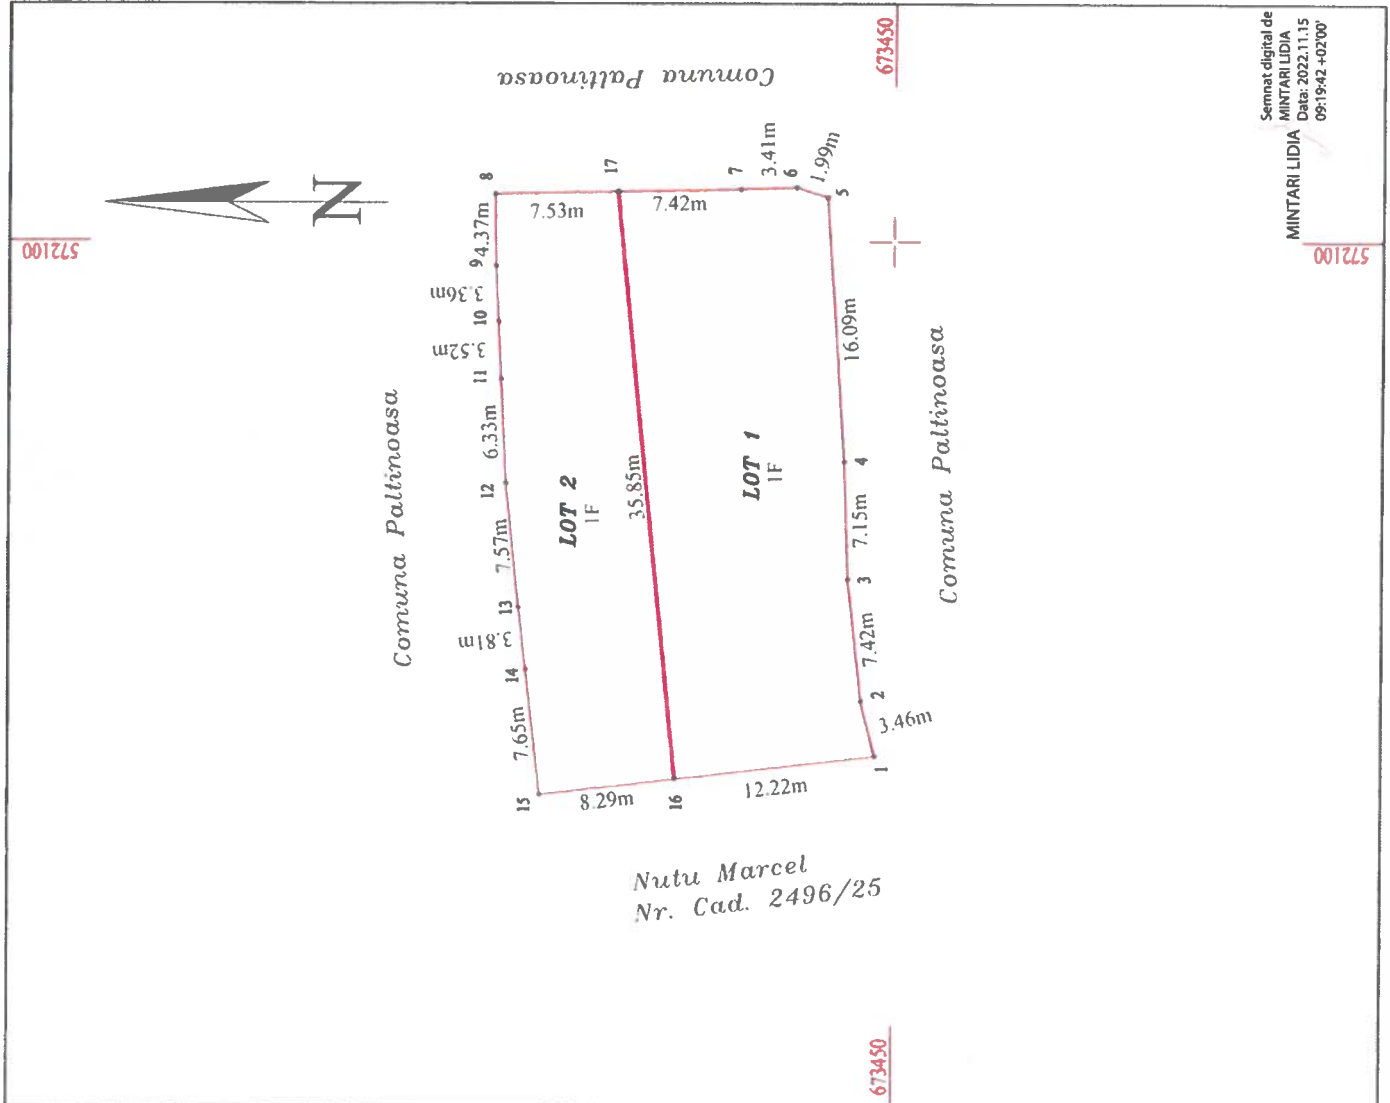 Comuna Paltinoasa
673450
Semnat digital de
MINTARI LIDIA
Data: 2022.11.15
09:19:42 +02'00'
MINTARI LIDIA
572100
572100
N
8
17
7
3.41m
6
1.99m
5
7.53m
7.42m
4.37m
9
3.36m
10
3.52m
11
6.33m
12
7.57m
13
3.81m
14
7.65m
15
8.29m
16
12.22m
1
3.46m
2
7.42m
3
7.15m
4
16.09m
35.85m
LOT 2
1F
LOT 1
1F
Comuna Paltinoasa
Comuna Paltinoasa
Nutu Marcel
Nr. Cad. 2496/25
673450